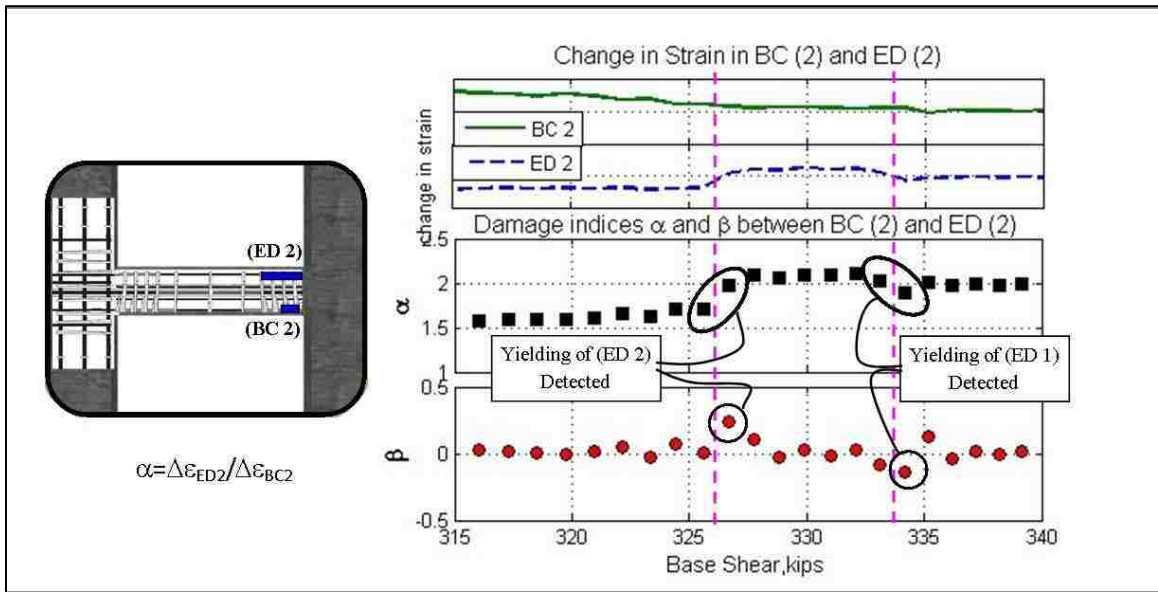 (ED 2)
(BC 2)
α=Δε_ED2/Δε_BC2
Change in Strain in BC (2) and ED (2)
change in strain
BC 2
ED 2
Damage indices α and β between BC (2) and ED (2)
2.5
2
1.5
1
α
Yielding of (ED 2)
Detected
Yielding of (ED 1)
Detected
0.5
0
-0.5
β
315
320
325
330
335
340
Base Shear,kips